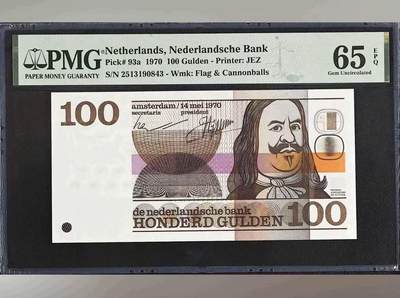 PMG
PAPER MONEY GUARANTY
Netherlands, Nederlandsche Bank
Pick# 93a 1970 100 Gulden - Printer: JEZ
S/N 2513190843 - Wmk: Flag & Cannonballs
65 EPQ
Gem Uncirculated
100
amsterdam/14 mei 1970
secretaris president
de nederlandsche bank
HONDERD GULDEN
100